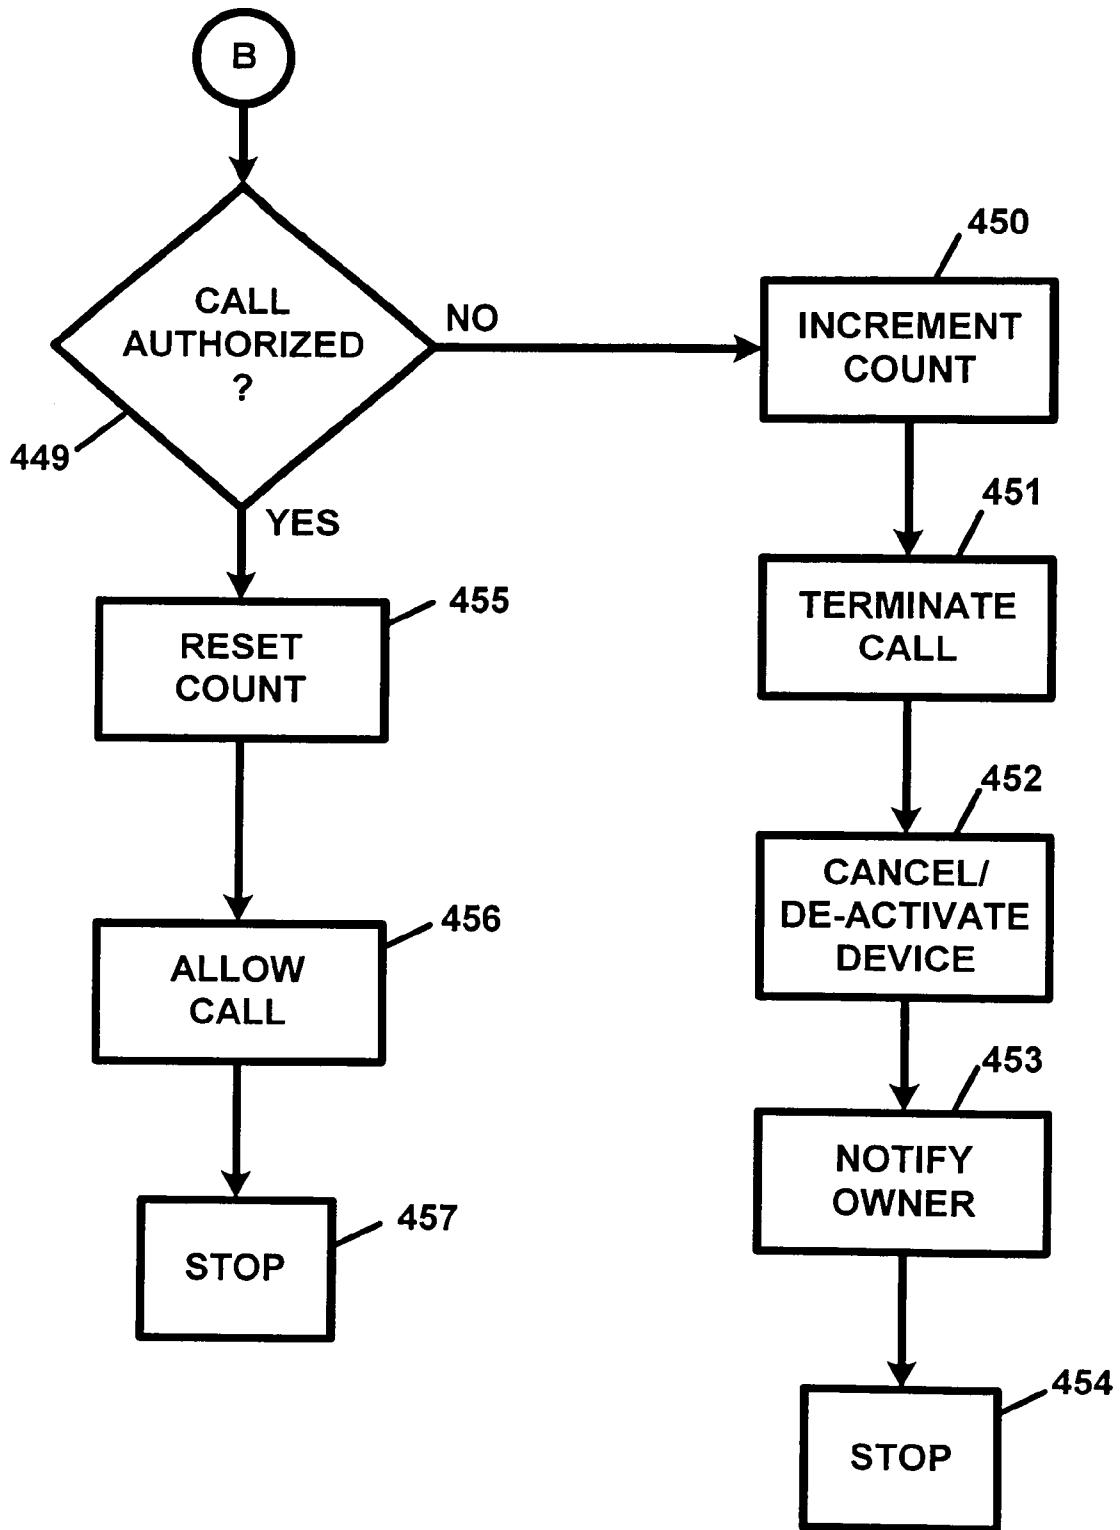 B
CALL
AUTHORIZED
?
449
NO
YES
450
INCREMENT
COUNT
451
TERMINATE
CALL
452
CANCEL/
DE-ACTIVATE
DEVICE
453
NOTIFY
OWNER
454
STOP
455
RESET
COUNT
456
ALLOW
CALL
457
STOP